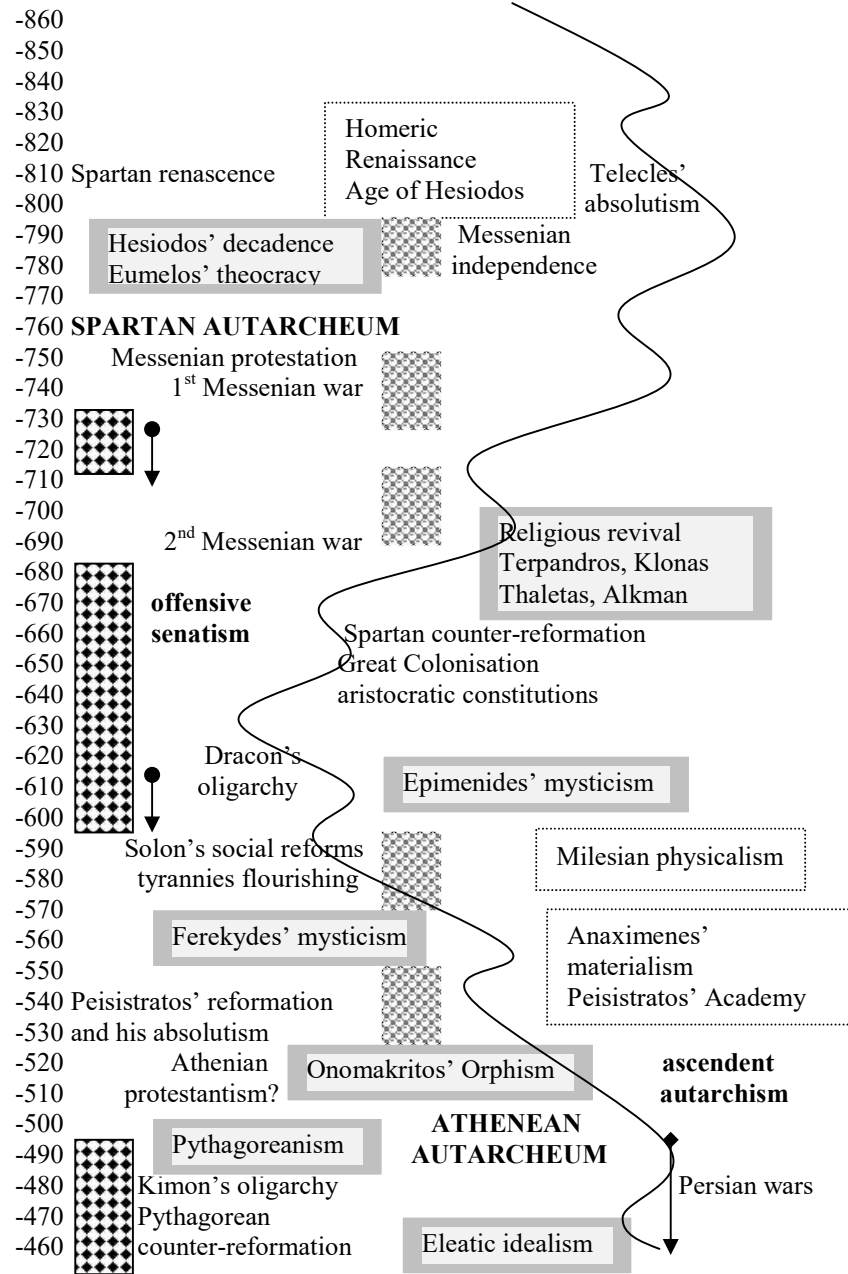 -860
-850
-840
-830
-820
-810
-800
-790
-780
-770
-760
-750
-740
-730
-720
-710
-700
-690
-680
-670
-660
-650
-640
-630
-620
-610
-600
-590
-580
-570
-560
-550
-540
-530
-520
-510
-500
-490
-480
-470
-460
Homeric
Renaissance
Age of Hesiodos
Spartan renascence
Telecles’
absolutism
Hesiodos’ decadence
Eumelos’ theocracy
Messenian
independence
SPARTAN AUTARCHEUM
Messenian protestation
1st Messenian war
2nd Messenian war
Religious revival
Terpandros, Klonas
Thaletas, Alkman
offensive
senatism
Spartan counter-reformation
Great Colonisation
aristocratic constitutions
Dracon’s
oligarchy
Epimenides’ mysticism
Solon’s social reforms
tyrannies flourishing
Milesian physicalism
Ferekydes’ mysticism
Anaximenes’
materialism
Peisistratos’ Academy
Peisistratos’ reformation
and his absolutism
Athenian
protestantism?
Onomakritos’ Orphism
ascendent
autarchism
ATHENEAN
AUTARCHEUM
Pythagoreanism
Kimon’s oligarchy
Pythagorean
counter-reformation
Persian wars
Eleatic idealism